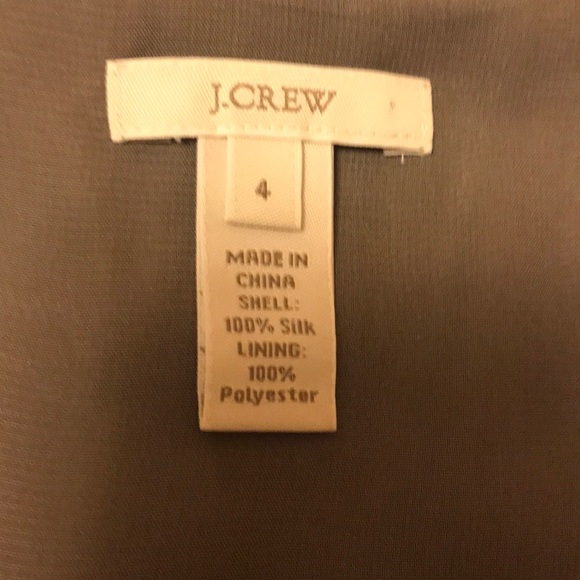 J.CREW
4
MADE IN
CHINA
SHELL:
100% Silk
LINING:
100%
Polyester